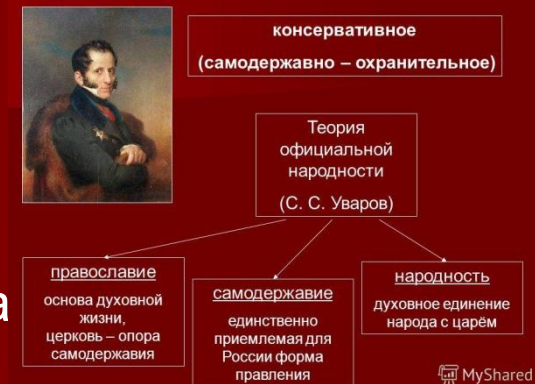 консервативное
(самодержавно – охранительное)
Теория
официальной
народности
(С. С. Уваров)
православие
основа духовной
жизни,
церковь – опора
самодержавия
самодержавие
единственно
приемлемая для
России форма
правления
народность
духовное единение
народа с царём
а
MyShared